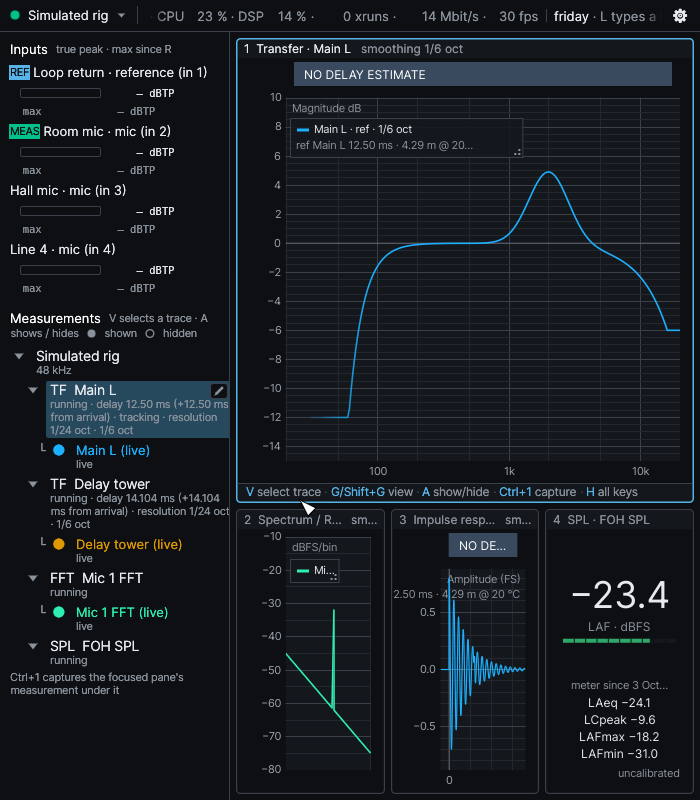 Simulated rig
CPU 23 % · DSP 14 % · 0 xruns · 14 Mbit/s · 30 fps friday · L types a
Inputs true peak · max since R
REF Loop return · reference (in 1)
– dBTP
max – dBTP
MEAS Room mic · mic (in 2)
– dBTP
max – dBTP
Hall mic · mic (in 3)
– dBTP
max – dBTP
Line 4 · mic (in 4)
– dBTP
max – dBTP
Measurements V selects a trace · A
shows / hides shown hidden
Simulated rig
48 kHz
TF Main L
running · delay 12.50 ms (+12.50 ms
from arrival) · tracking · resolution
1/24 oct · 1/6 oct
Main L (live)
live
TF Delay tower
running · delay 14.104 ms (+14.104
ms from arrival) · resolution 1/24 oct
· 1/6 oct
Delay tower (live)
live
FFT Mic 1 FFT
running
Mic 1 FFT (live)
live
SPL FOH SPL
running
Ctrl+1 captures the focused pane's
measurement under it
1 Transfer · Main L smoothing 1/6 oct
NO DELAY ESTIMATE
Magnitude dB
Main L · ref · 1/6 oct
ref Main L 12.50 ms · 4.29 m @ 20...
10
8
6
4
2
0
−2
−4
−6
−8
−10
−12
−14
100 1k 10k
V select trace · G/Shift+G view · A show/hide · Ctrl+1 capture · H all keys
2 Spectrum / R... sm...
dBFS/bin
Mi...
−10
−20
−30
−40
−50
−60
−70
−80
3 Impulse resp... sm...
NO DE...
Amplitude (FS)
2.50 ms · 4.29 m @ 20 °C
0.5
0.0
−0.5
0
4 SPL · FOH SPL
−23.4
LAF · dBFS
meter since 3 Oct...
LAeq −24.1
LCpeak −9.6
LAFmax −18.2
LAFmin −31.0
uncalibrated